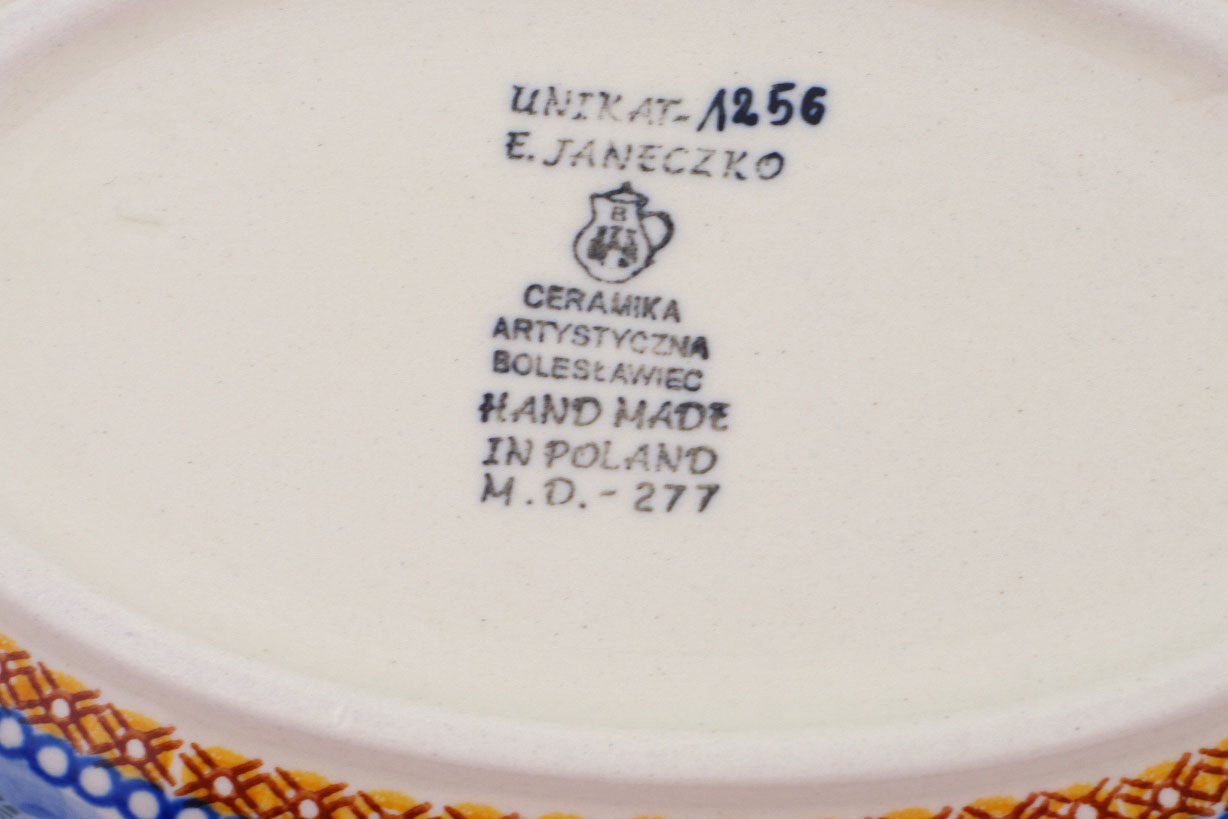 UNIKAT-1256
E. JANECZKO
B
CERAMIKA
ARTYSTYCZNA
BOLESŁAWIEC
HAND MADE
IN POLAND
M.D.-277